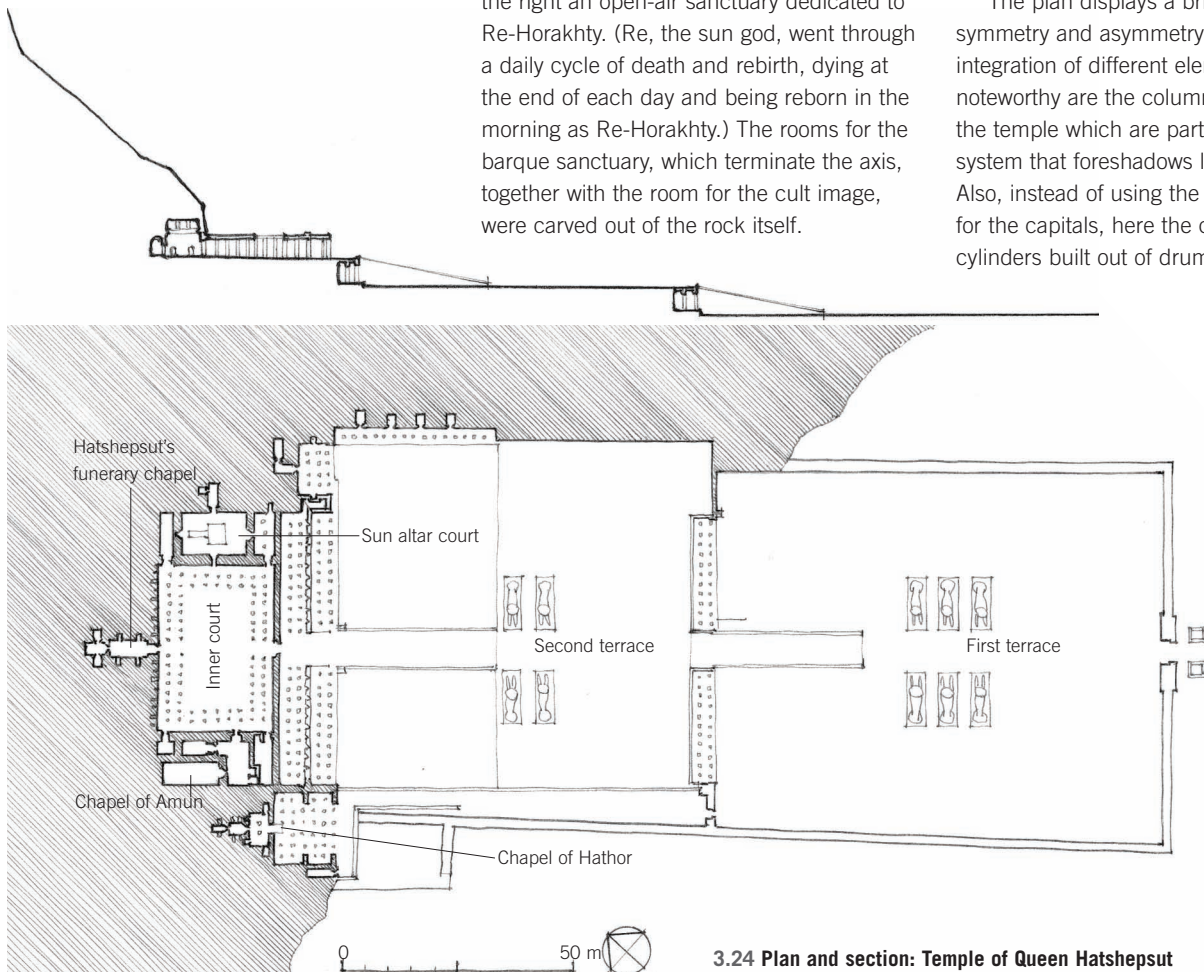 the right an open-air sanctuary dedicated to
Re-Horakhty. (Re, the sun god, went through
a daily cycle of death and rebirth, dying at
the end of each day and being reborn in the
morning as Re-Horakhty.) The rooms for the
barque sanctuary, which terminate the axis,
together with the room for the cult image,
were carved out of the rock itself.
The plan displays a
symmetry and asymmetry
integration of different
noteworthy are the
the temple which are part
system that foreshadows
Also, instead of using the
for the capitals, here the
cylinders built out of
Hatshepsut's
funerary chapel
Sun altar court
Inner court
Second terrace
First terrace
Chapel of Amun
Chapel of Hathor
0 50 m
3.24 Plan and section: Temple of Queen Hatshepsut